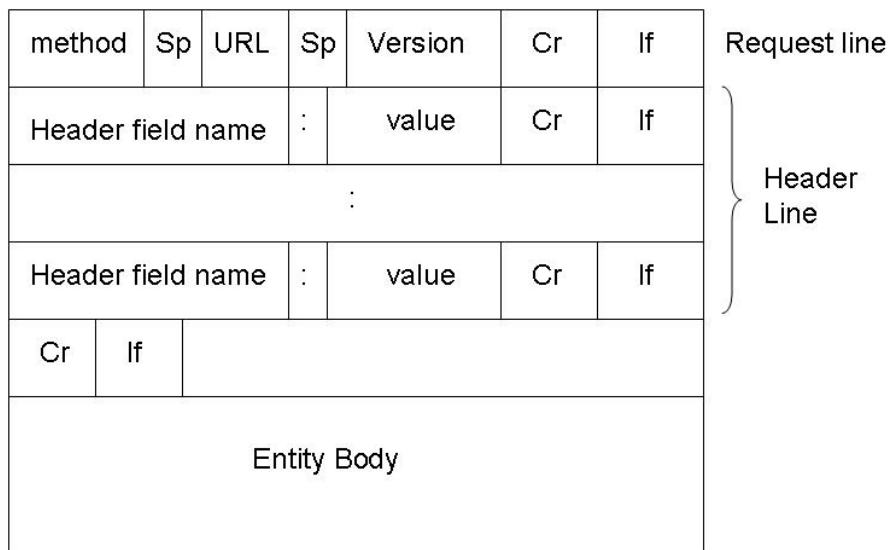 method Sp URL Sp Version Cr lf Request line
Header field name : value Cr lf
:
Header
Line
Header field name : value Cr lf
Cr lf
Entity Body